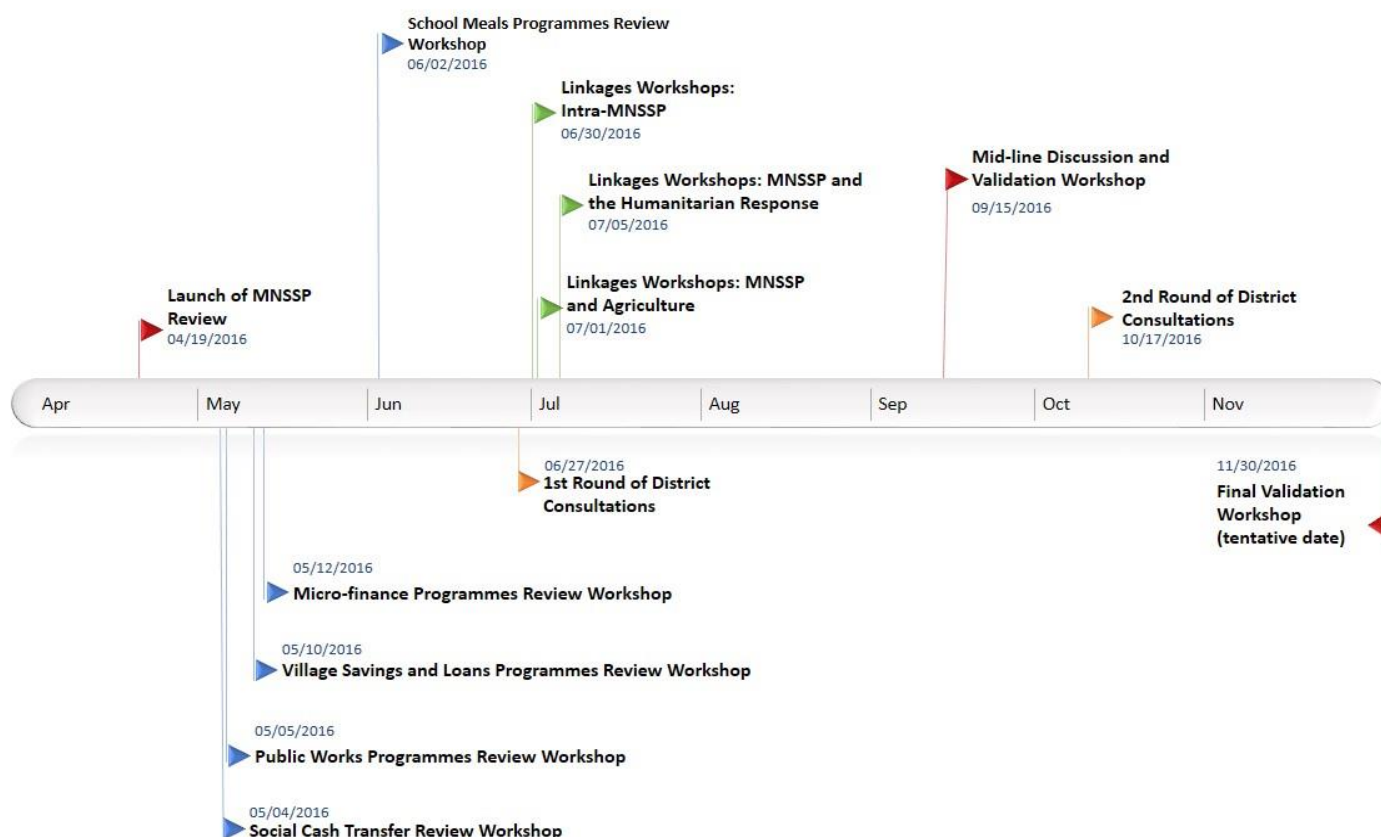 School Meals Programmes Review
Workshop
06/02/2016
Linkages Workshops:
Intra-MNSSP
06/30/2016
Linkages Workshops: MNSSP and
the Humanitarian Response
07/05/2016
Mid-line Discussion and
Validation Workshop
09/15/2016
Launch of MNSSP
Review
04/19/2016
Linkages Workshops: MNSSP
and Agriculture
07/01/2016
2nd Round of District
Consultations
10/17/2016
Apr May Jun Jul Aug Sep Oct Nov
06/27/2016
1st Round of District
Consultations
11/30/2016
Final Validation
Workshop
(tentative date)
05/12/2016
Micro-finance Programmes Review Workshop
05/10/2016
Village Savings and Loans Programmes Review Workshop
05/05/2016
Public Works Programmes Review Workshop
05/04/2016
Social Cash Transfer Review Workshop